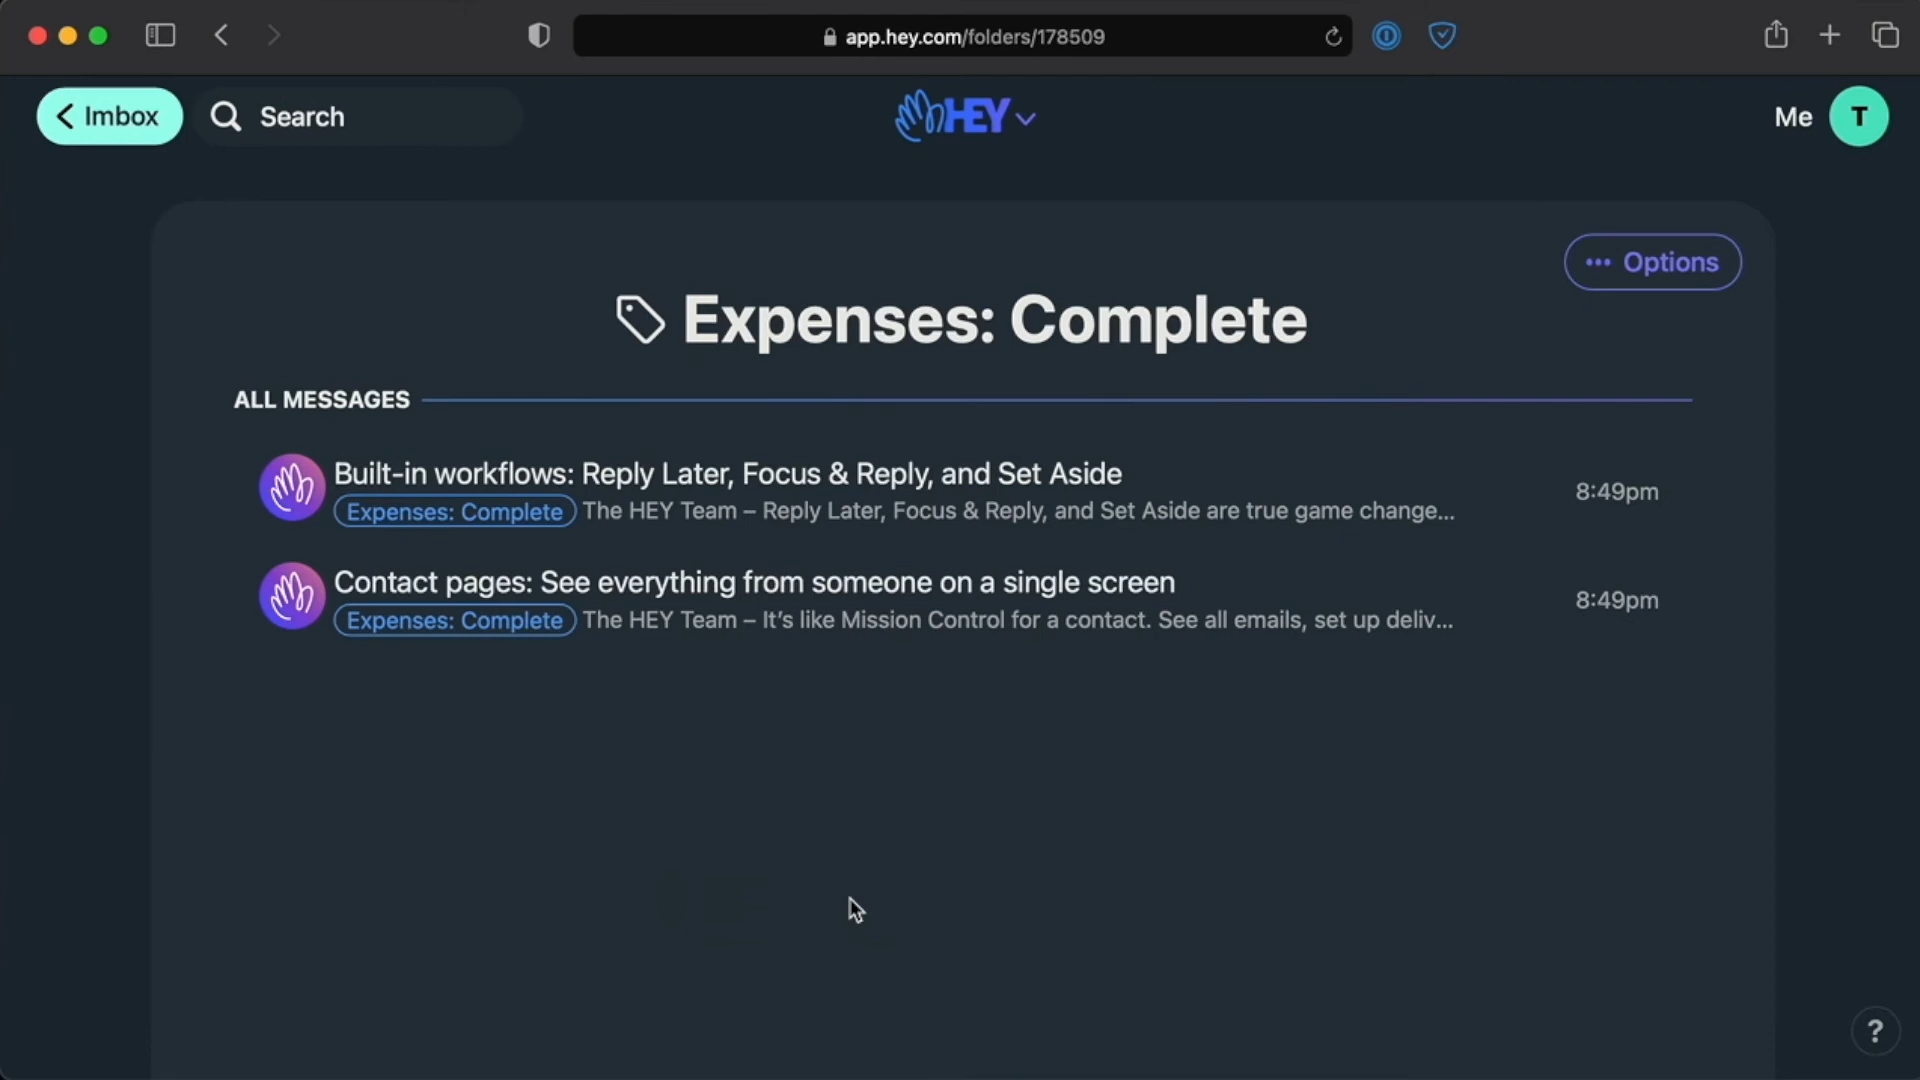 app.hey.com/folders/178509
Imbox
Search
HEY
Me
T
Options
Expenses: Complete
ALL MESSAGES
Built-in workflows: Reply Later, Focus & Reply, and Set Aside
Expenses: Complete The HEY Team – Reply Later, Focus & Reply, and Set Aside are true game change...
8:49pm
Contact pages: See everything from someone on a single screen
Expenses: Complete The HEY Team – It's like Mission Control for a contact. See all emails, set up deliv...
8:49pm
?